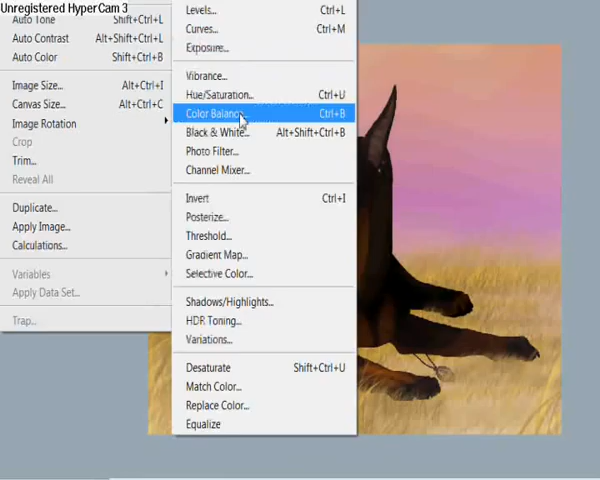 Unregistered HyperCam 3
Auto Tone Shift+Ctrl+L
Auto Contrast Alt+Shift+Ctrl+L
Auto Color Shift+Ctrl+B
Image Size... Alt+Ctrl+I
Canvas Size... Alt+Ctrl+C
Image Rotation
Crop
Trim...
Reveal All
Duplicate...
Apply Image...
Calculations...
Variables
Apply Data Set...
Trap...
Levels... Ctrl+L
Curves... Ctrl+M
Exposure...
Vibrance...
Hue/Saturation... Ctrl+U
Color Balance... Ctrl+B
Black & White... Alt+Shift+Ctrl+B
Photo Filter...
Channel Mixer...
Invert Ctrl+I
Posterize...
Threshold...
Gradient Map...
Selective Color...
Shadows/Highlights...
HDR Toning...
Variations...
Desaturate Shift+Ctrl+U
Match Color...
Replace Color...
Equalize